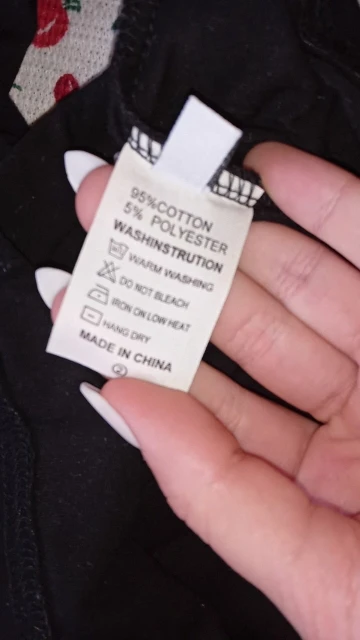 95%COTTON
5% POLYESTER
WASHINSTRUTION
WARM WASHING
DO NOT BLEACH
IRON ON LOW HEAT
HANG DRY
MADE IN CHINA
②